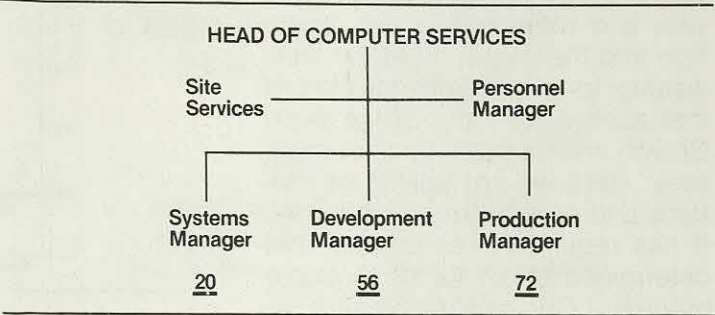 HEAD OF COMPUTER SERVICES
Site Services
Personnel Manager
Systems Manager
Development Manager
Production Manager
20
56
72